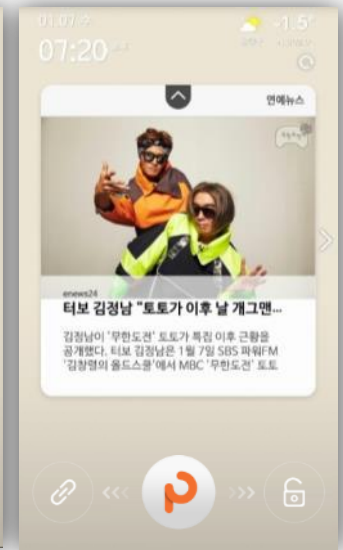 01.07 수
-1.5°
07:20
연예뉴스
enews24
터보 김정남 "토토가 이후 날 개그맨...
김정남이 '무한도전' 토토가 특집 이후 근황을
공개했다. 터보 김정남은 1월 7일 SBS 파워FM
'김창렬의 올드스쿨'에서 MBC '무한도전' 토토